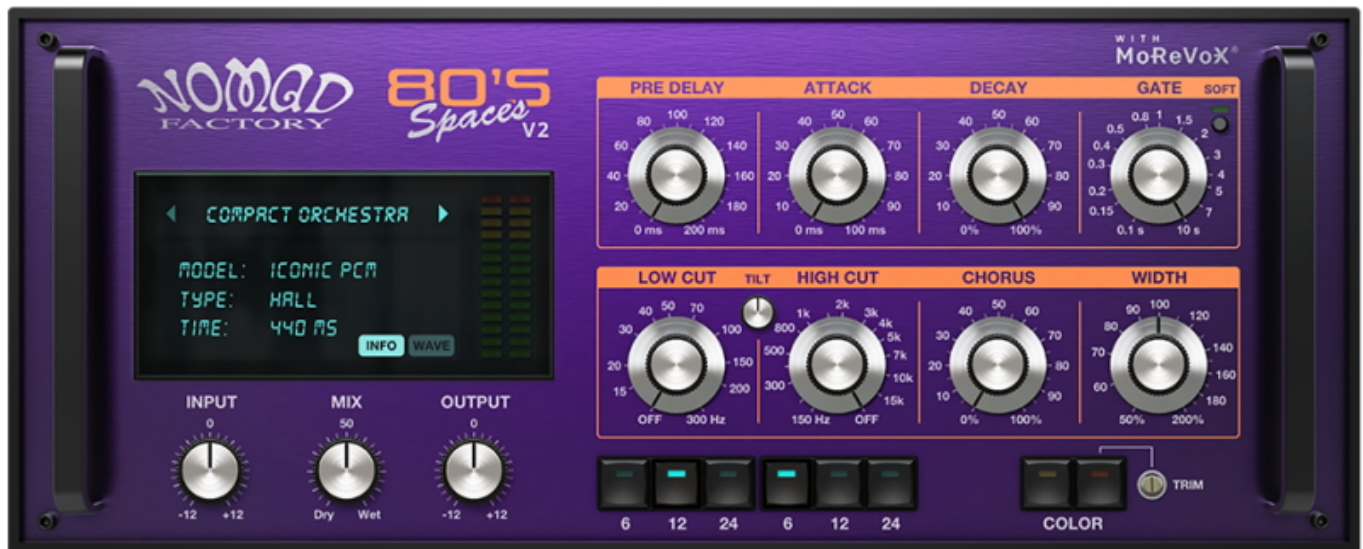 WITH
MoReVoX®
NOMAD
FACTORY
80'S
Spaces
V2
COMPACT ORCHESTRA
MODEL: ICONIC PCM
TYPE: HALL
TIME: 440 MS
INFO WAVE
INPUT MIX OUTPUT
0 50 0
-12 +12 Dry Wet -12 +12
PRE DELAY ATTACK DECAY GATE SOFT
0 ms 20 40 60 80 100 120 140 160 180 200 ms
0 ms 10 20 30 40 50 60 70 80 90 100 ms
0% 10 20 30 40 50 60 70 80 90 100%
0.1 s 0.15 0.2 0.3 0.4 0.5 0.8 1 1.5 2 3 4 5 7 10 s
LOW CUT TILT HIGH CUT CHORUS WIDTH
OFF 15 20 30 40 50 70 100 150 200 300 Hz
150 Hz 300 500 800 1k 2k 3k 4k 5k 7k 10k 15k OFF
0% 10 20 30 40 50 60 70 80 90 100%
50% 60 70 80 90 100 120 140 160 180 200%
6 12 24 6 12 24
COLOR
TRIM